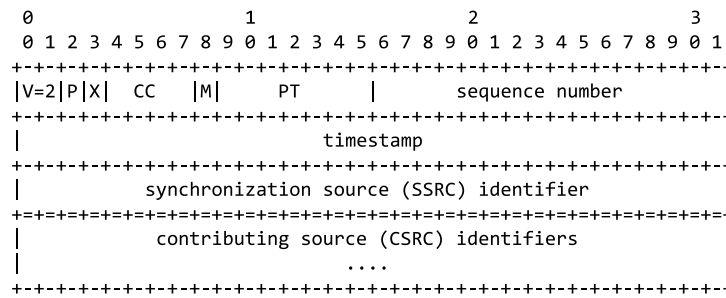 0                   1                   2                   3
0 1 2 3 4 5 6 7 8 9 0 1 2 3 4 5 6 7 8 9 0 1 2 3 4 5 6 7 8 9 0 1
+-+-+-+-+-+-+-+-+-+-+-+-+-+-+-+-+-+-+-+-+-+-+-+-+-+-+-+-+-+-+-+-
|V=2|P|X|  CC   |M|     PT      |       sequence number
+-+-+-+-+-+-+-+-+-+-+-+-+-+-+-+-+-+-+-+-+-+-+-+-+-+-+-+-+-+-+-+-
|                           timestamp
+-+-+-+-+-+-+-+-+-+-+-+-+-+-+-+-+-+-+-+-+-+-+-+-+-+-+-+-+-+-+-+-
|           synchronization source (SSRC) identifier
+=+=+=+=+=+=+=+=+=+=+=+=+=+=+=+=+=+=+=+=+=+=+=+=+=+=+=+=+=+=+=+=
|            contributing source (CSRC) identifiers
|                             ....
+-+-+-+-+-+-+-+-+-+-+-+-+-+-+-+-+-+-+-+-+-+-+-+-+-+-+-+-+-+-+-+-